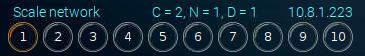 Scale network C = 2, N = 1, D = 1 10.8.1.223
1 2 3 4 5 6 7 8 9 10